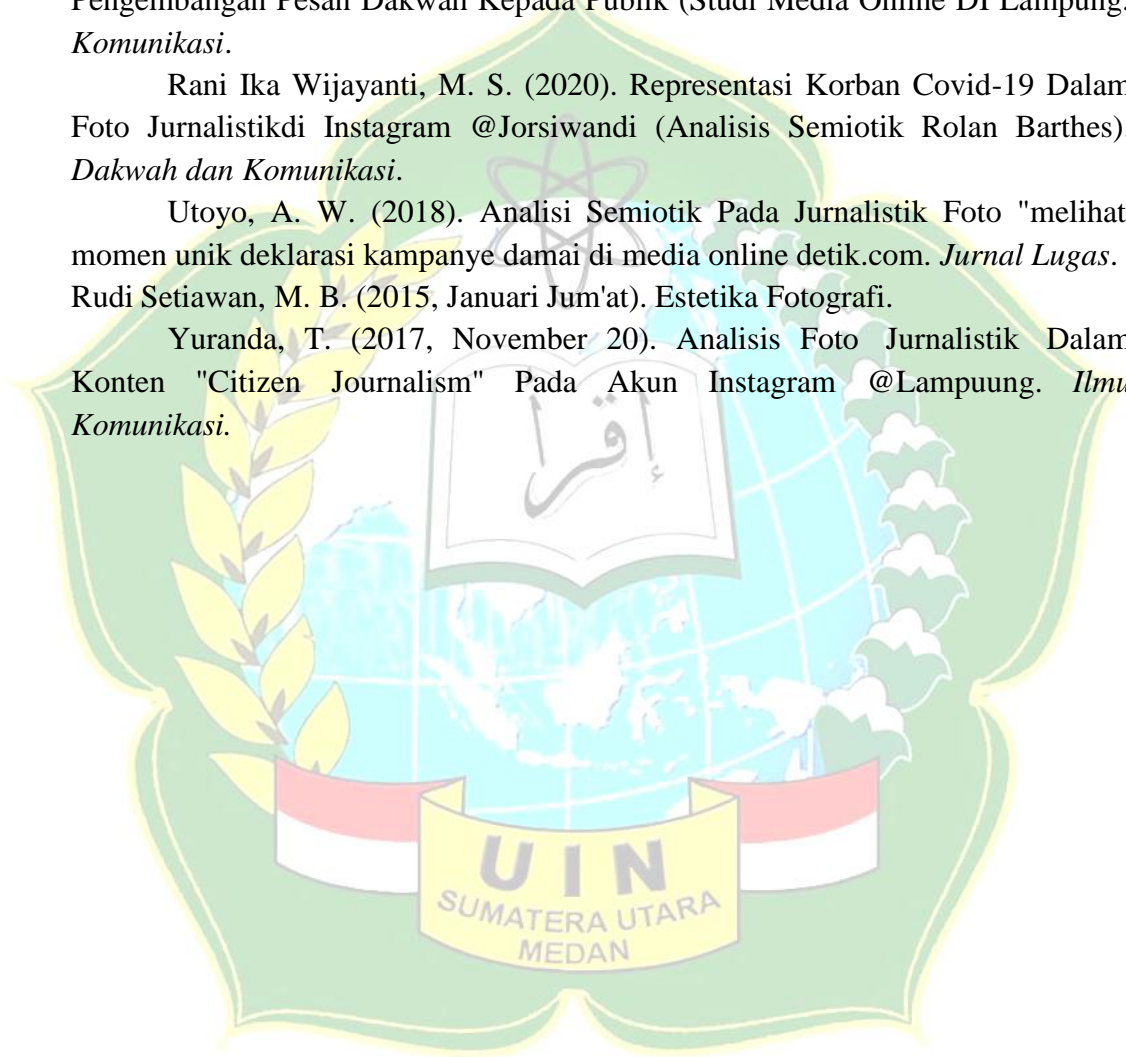 Pengembangan Pesan Dakwah Kepada Publik (Studi Media Online DI Lampung.
Komunikasi.
Rani Ika Wijayanti, M. S. (2020). Representasi Korban Covid-19 Dalam
Foto Jurnalistikdi Instagram @Jorsiwandi (Analisis Semiotik Rolan Barthes).
Dakwah dan Komunikasi.
Utoyo, A. W. (2018). Analisi Semiotik Pada Jurnalistik Foto "melihat
momen unik deklarasi kampanye damai di media online detik.com. Jurnal Lugas.
Rudi Setiawan, M. B. (2015, Januari Jum'at). Estetika Fotografi.
Yuranda, T. (2017, November 20). Analisis Foto Jurnalistik Dalam
Konten "Citizen Journalism" Pada Akun Instagram @Lampuung. Ilmu
Komunikasi.
إقرأ
UIN
SUMATERA UTARA
MEDAN